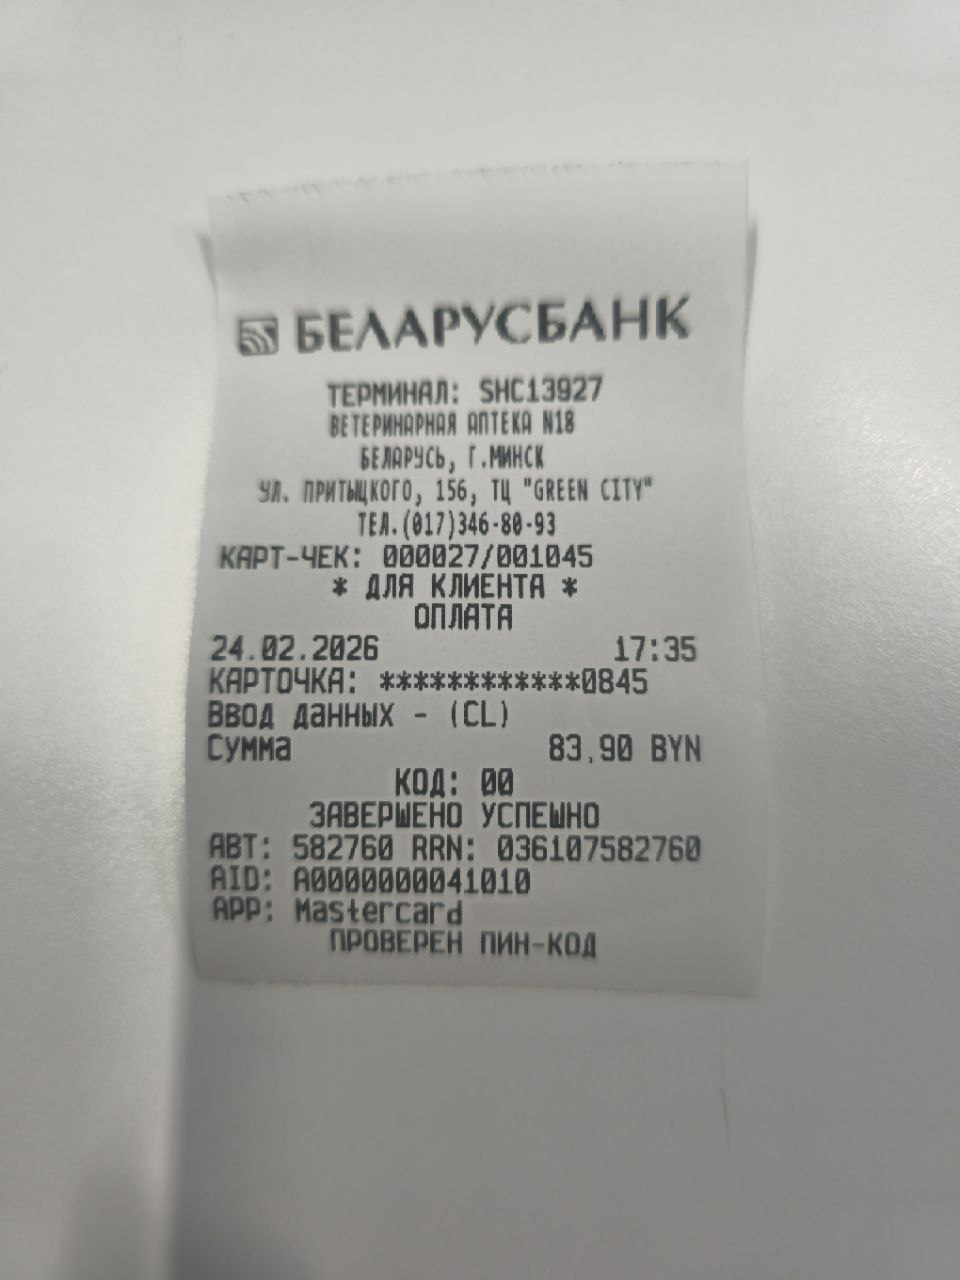 БЕЛАРУСБАНК
ТЕРМИНАЛ: SHC13927
ВЕТЕРИНАРНАЯ АПТЕКА N18
БЕЛАРУСЬ, Г.МИНСК
УЛ. ПРИТЫЦКОГО, 156, ТЦ "GREEN CITY"
ТЕЛ.(017)346-80-93
КАРТ-ЧЕК: 000027/001045
* ДЛЯ КЛИЕНТА *
ОПЛАТА
24.02.2026 17:35
КАРТОЧКА: ************0845
Ввод данных - (CL)
Сумма 83,90 BYN
КОД: 00
ЗАВЕРШЕНО УСПЕШНО
АВТ: 582760 RRN: 036107582760
AID: A0000000041010
APP: Mastercard
ПРОВЕРЕН ПИН-КОД